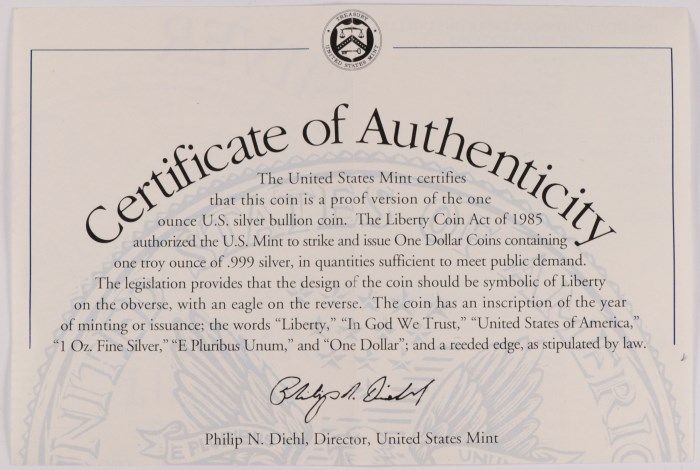 TREASURY
UNITED STATES MINT
Certificate of Authenticity
The United States Mint certifies
that this coin is a proof version of the one
ounce U.S. silver bullion coin. The Liberty Coin Act of 1985
authorized the U.S. Mint to strike and issue One Dollar Coins containing
one troy ounce of .999 silver, in quantities sufficient to meet public demand.
The legislation provides that the design of the coin should be symbolic of Liberty
on the obverse, with an eagle on the reverse. The coin has an inscription of the year
of minting or issuance; the words “Liberty,” “In God We Trust,” “United States of America,”
“1 Oz. Fine Silver,” “E Pluribus Unum,” and “One Dollar”; and a reeded edge, as stipulated by law.
Philip N. Diehl
Philip N. Diehl, Director, United States Mint